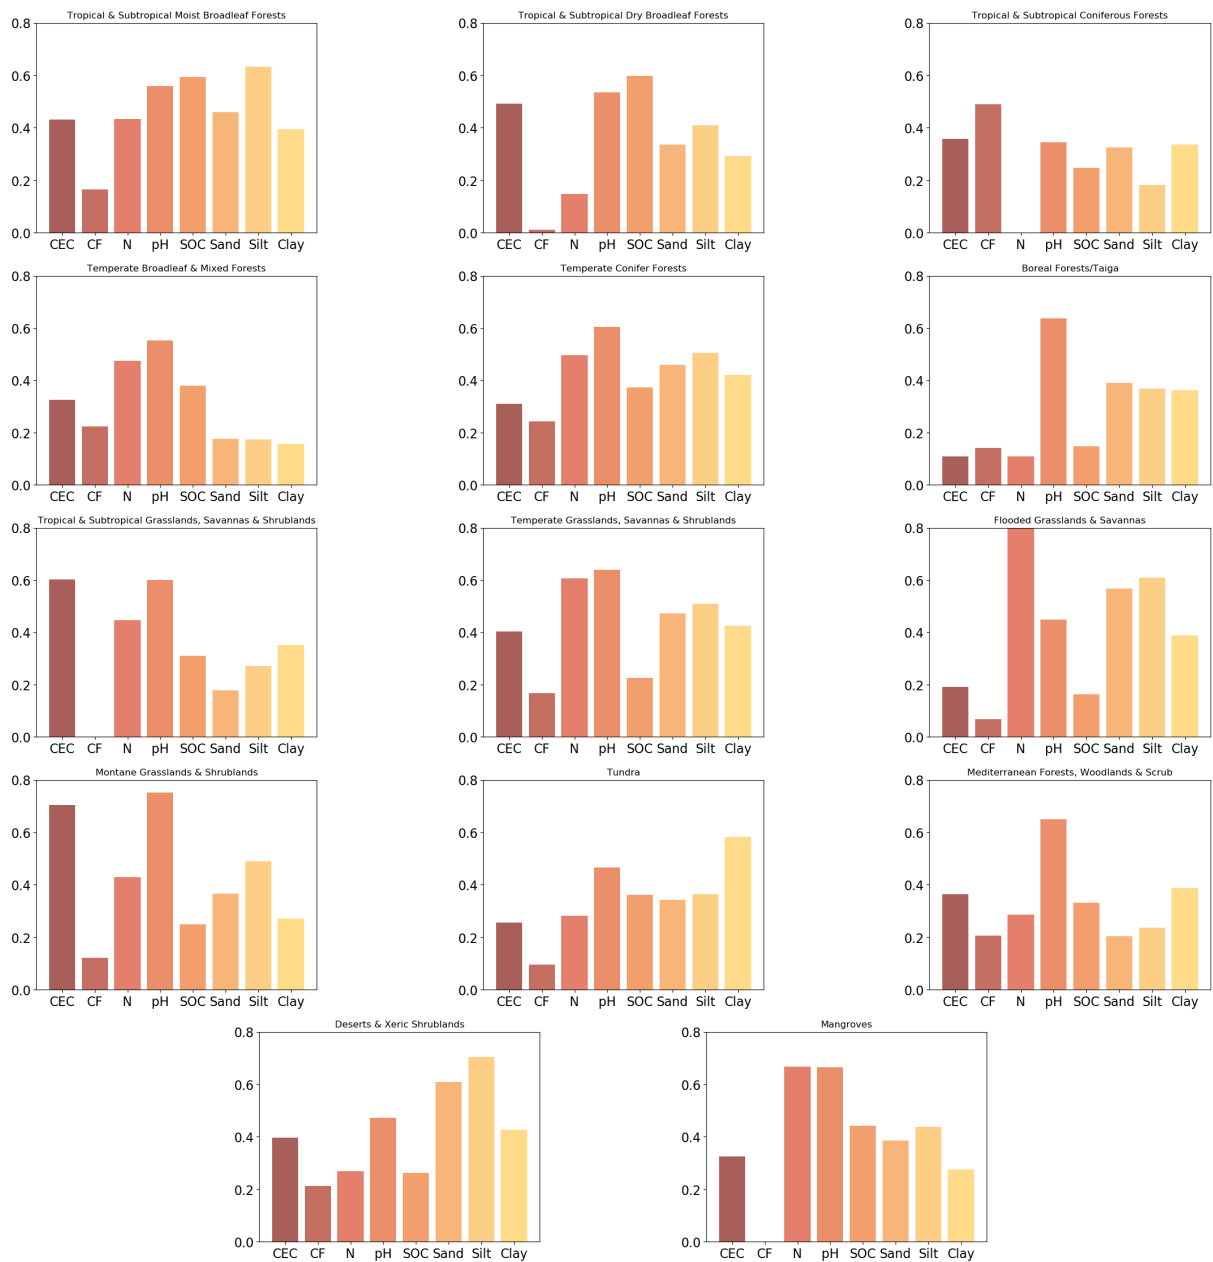 Tropical & Subtropical Moist Broadleaf Forests
0.8
0.6
0.4
0.2
0.0
CEC CF N pH SOC Sand Silt Clay
Tropical & Subtropical Dry Broadleaf Forests
0.8
0.6
0.4
0.2
0.0
CEC CF N pH SOC Sand Silt Clay
Tropical & Subtropical Coniferous Forests
0.8
0.6
0.4
0.2
0.0
CEC CF N pH SOC Sand Silt Clay
Temperate Broadleaf & Mixed Forests
0.8
0.6
0.4
0.2
0.0
CEC CF N pH SOC Sand Silt Clay
Temperate Conifer Forests
0.8
0.6
0.4
0.2
0.0
CEC CF N pH SOC Sand Silt Clay
Boreal Forests/Taiga
0.8
0.6
0.4
0.2
0.0
CEC CF N pH SOC Sand Silt Clay
Tropical & Subtropical Grasslands, Savannas & Shrublands
0.8
0.6
0.4
0.2
0.0
CEC CF N pH SOC Sand Silt Clay
Temperate Grasslands, Savannas & Shrublands
0.8
0.6
0.4
0.2
0.0
CEC CF N pH SOC Sand Silt Clay
Flooded Grasslands & Savannas
0.8
0.6
0.4
0.2
0.0
CEC CF N pH SOC Sand Silt Clay
Montane Grasslands & Shrublands
0.8
0.6
0.4
0.2
0.0
CEC CF N pH SOC Sand Silt Clay
Tundra
0.8
0.6
0.4
0.2
0.0
CEC CF N pH SOC Sand Silt Clay
Mediterranean Forests, Woodlands & Scrub
0.8
0.6
0.4
0.2
0.0
CEC CF N pH SOC Sand Silt Clay
Deserts & Xeric Shrublands
0.8
0.6
0.4
0.2
0.0
CEC CF N pH SOC Sand Silt Clay
Mangroves
0.8
0.6
0.4
0.2
0.0
CEC CF N pH SOC Sand Silt Clay